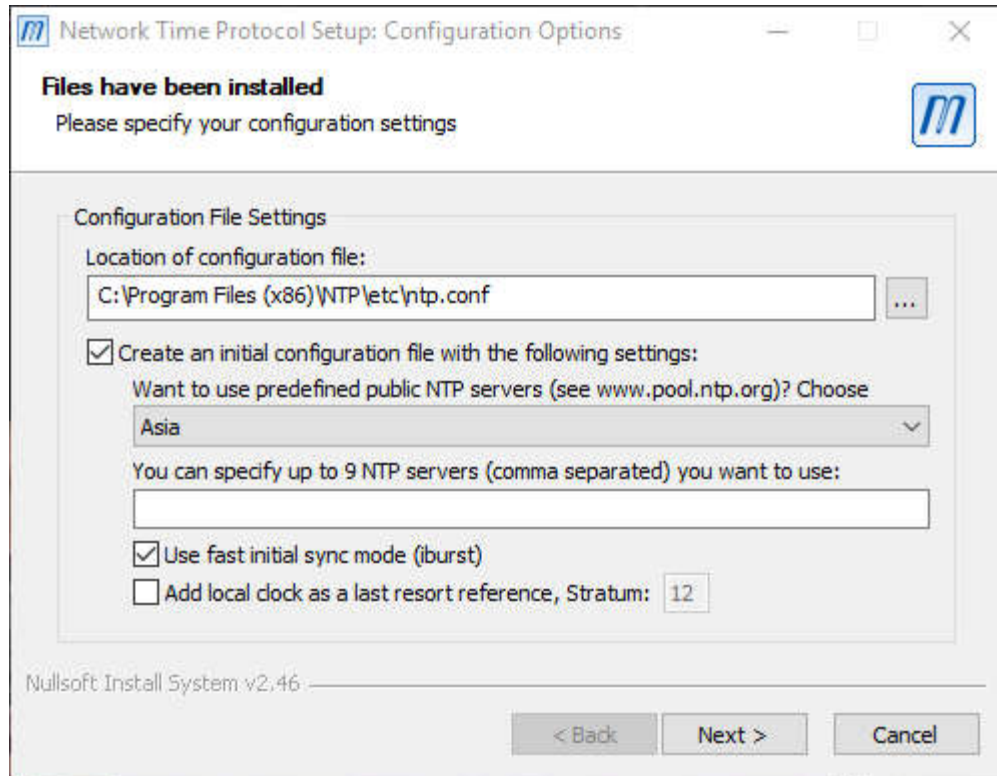 Network Time Protocol Setup: Configuration Options
Files have been installed
Please specify your configuration settings
Configuration File Settings
Location of configuration file:
C:\Program Files (x86)\NTP\etc\ntp.conf
...
Create an initial configuration file with the following settings:
Want to use predefined public NTP servers (see www.pool.ntp.org)? Choose
Asia
You can specify up to 9 NTP servers (comma separated) you want to use:
Use fast initial sync mode (iburst)
Add local clock as a last resort reference, Stratum: 12
Nullsoft Install System v2.46
< Back Next > Cancel